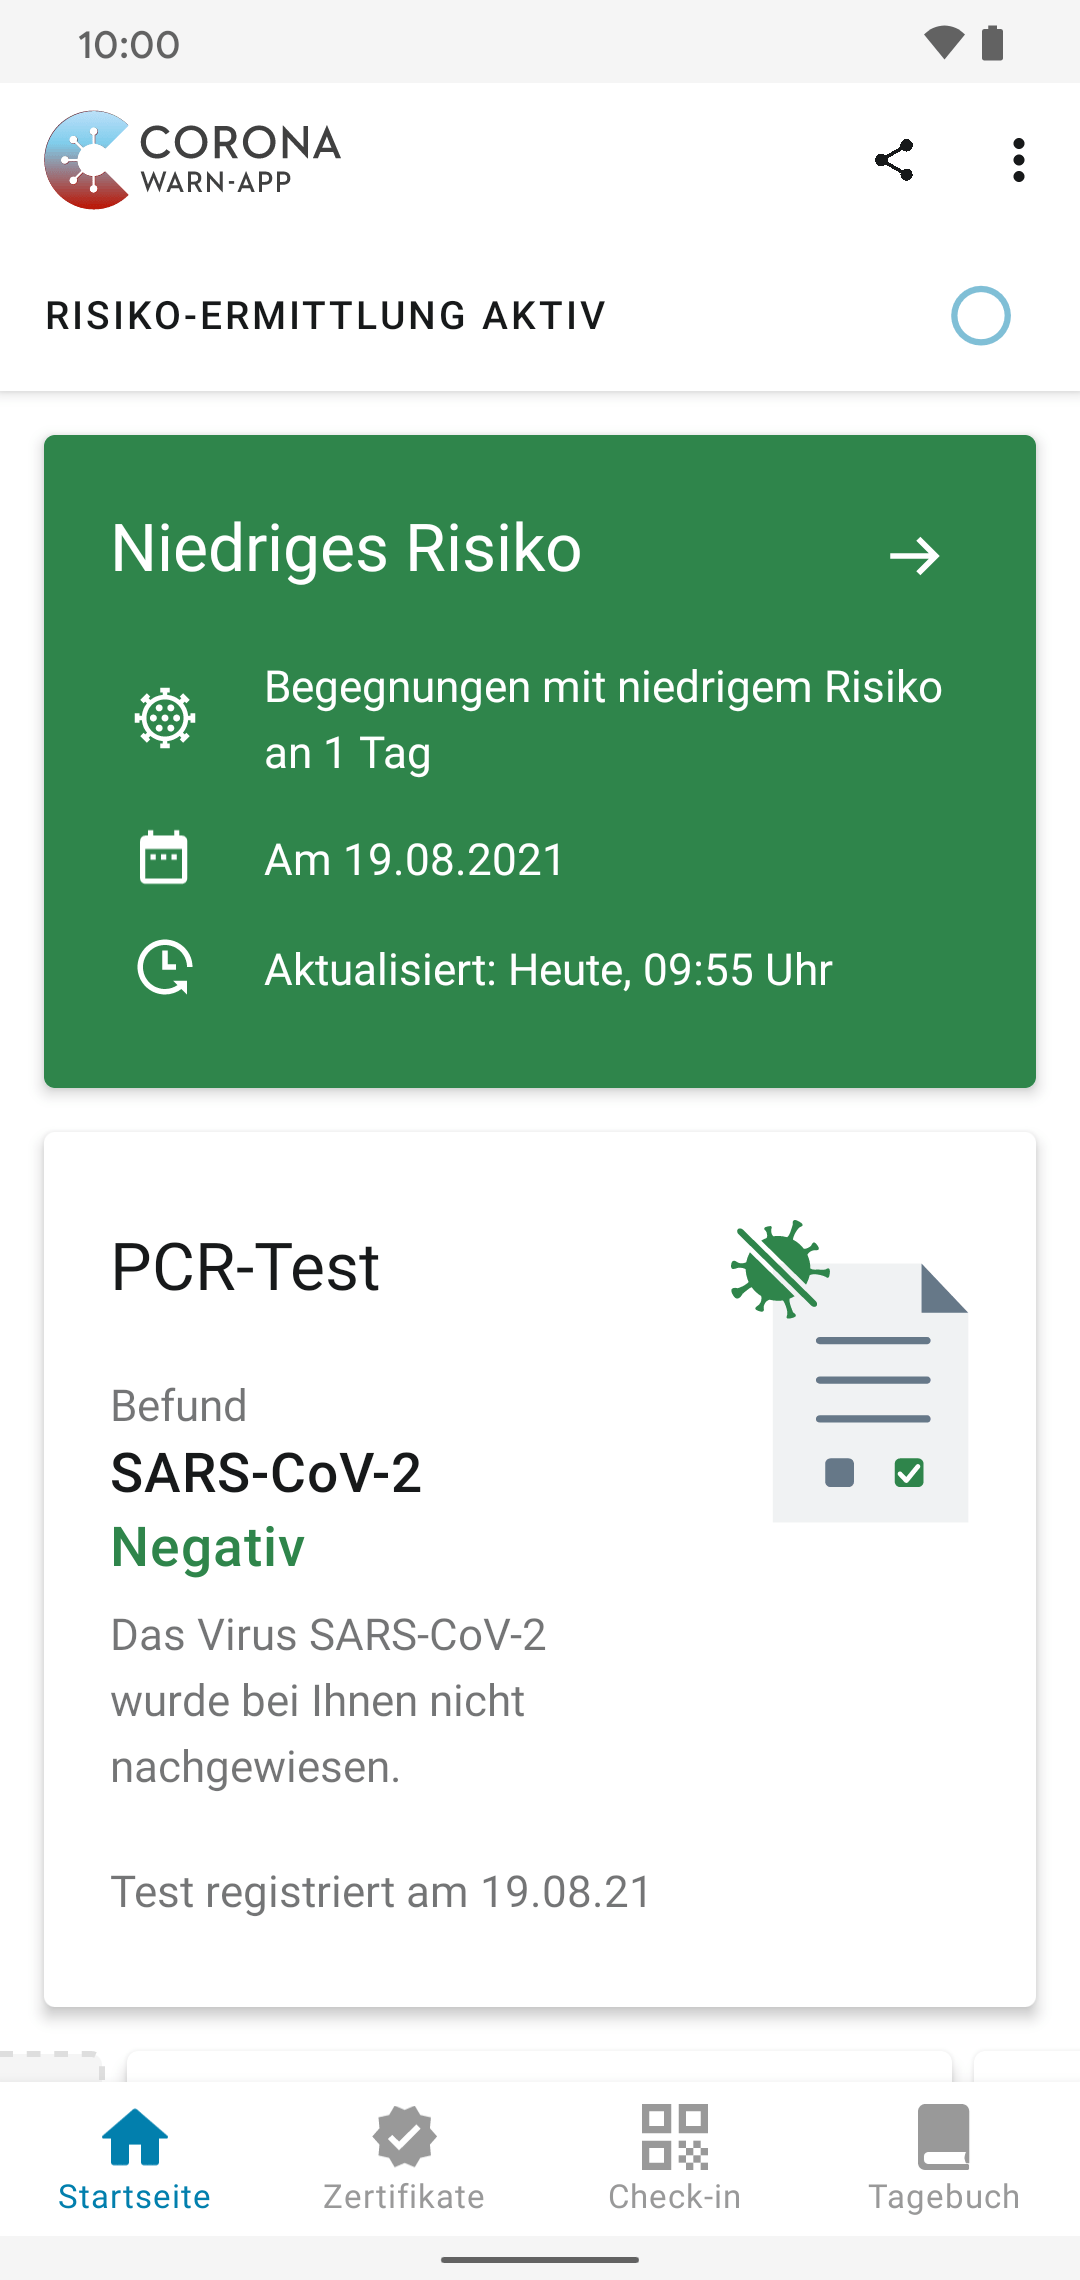 10:00
CORONA
WARN-APP
RISIKO-ERMITTLUNG AKTIV
Niedriges Risiko
Begegnungen mit niedrigem Risiko
an 1 Tag
Am 19.08.2021
Aktualisiert: Heute, 09:55 Uhr
PCR-Test
Befund
SARS-CoV-2
Negativ
Das Virus SARS-CoV-2
wurde bei Ihnen nicht
nachgewiesen.
Test registriert am 19.08.21
Startseite
Zertifikate
Check-in
Tagebuch